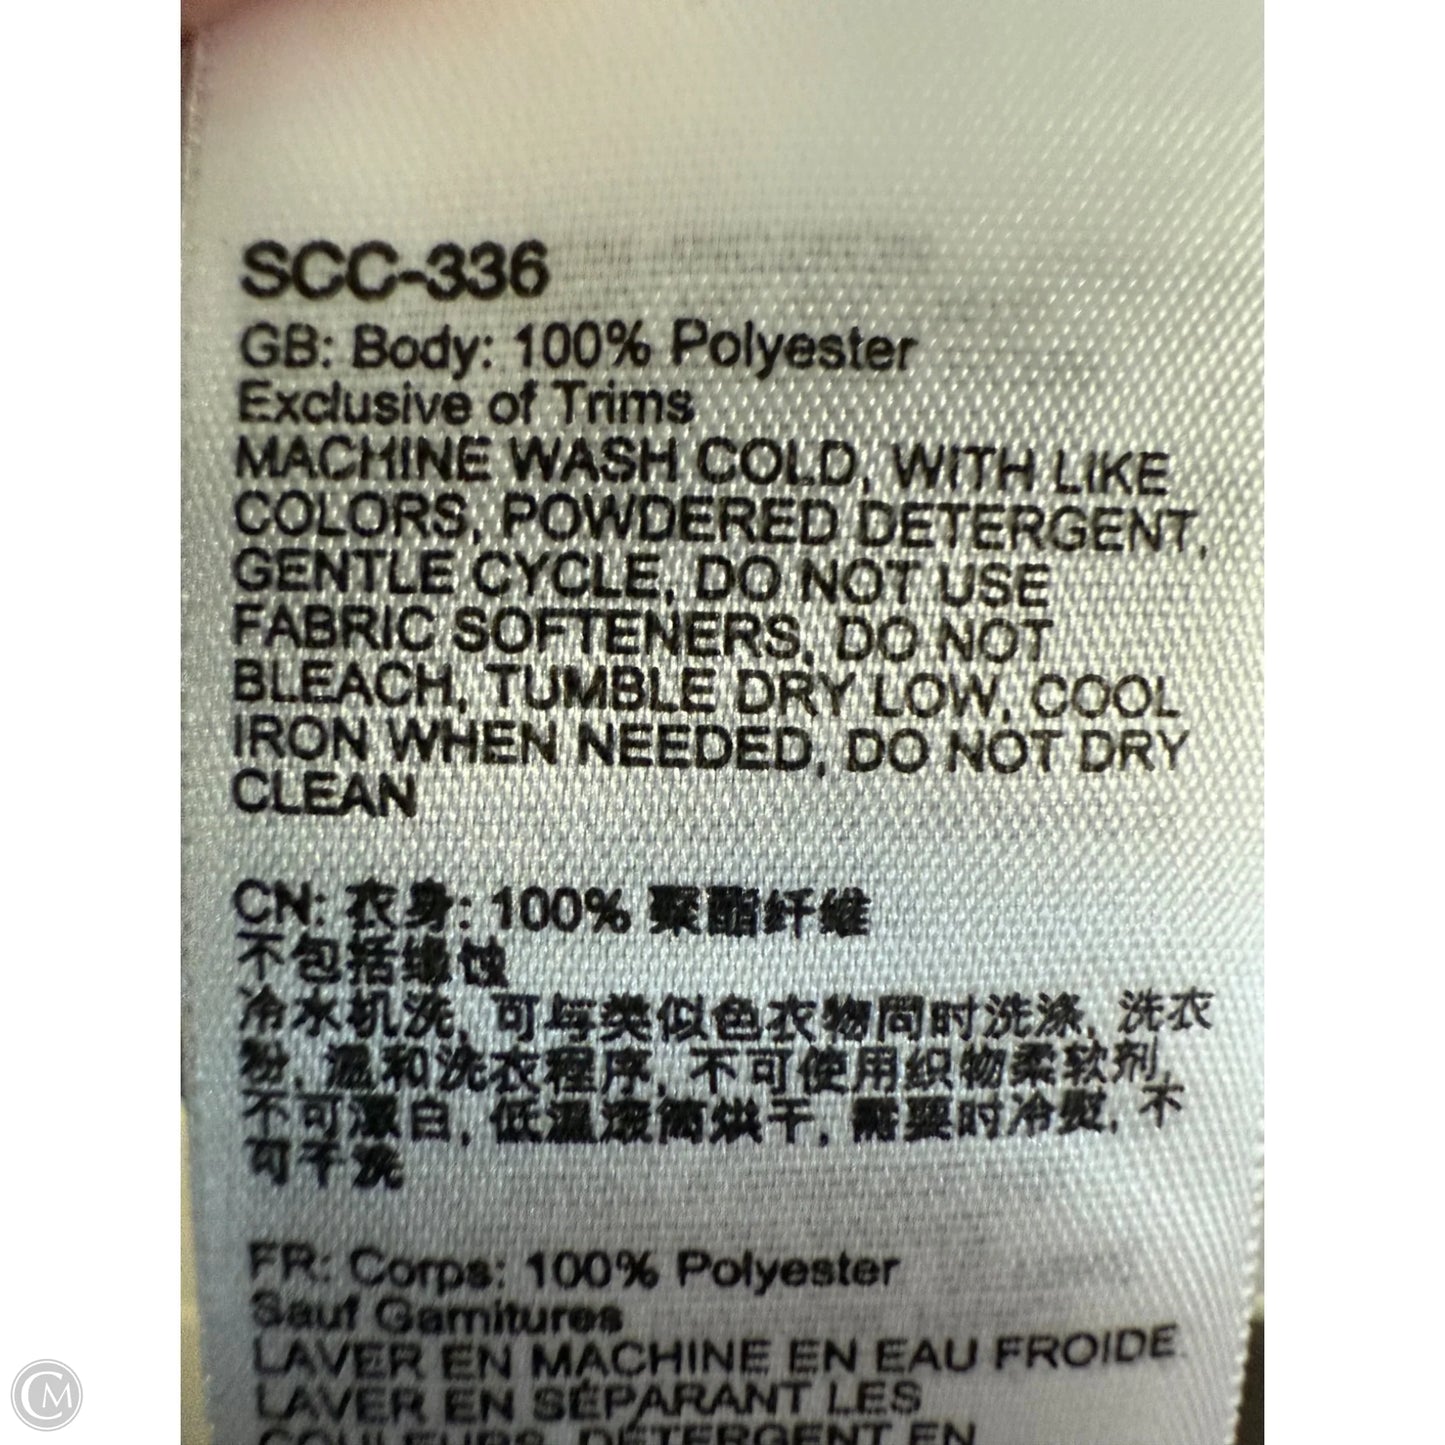 SCC-336
GB: Body: 100% Polyester
Exclusive of Trims
MACHINE WASH COLD, WITH LIKE
COLORS, POWDERED DETERGENT,
GENTLE CYCLE, DO NOT USE
FABRIC SOFTENERS, DO NOT
BLEACH, TUMBLE DRY LOW, COOL
IRON WHEN NEEDED, DO NOT DRY
CLEAN
CN: 衣身: 100% 聚酯纤维
不包括缘蚀
冷水机洗, 可与类似色衣物同时洗涤, 洗衣
粉, 温和洗衣程序, 不可使用织物柔软剂,
不可漂白, 低温滚筒烘干, 需要时冷熨, 不
可干洗
FR: Corps: 100% Polyester
Sauf Garnitures
LAVER EN MACHINE EN EAU FROIDE.
LAVER EN SÉPARANT LES
COULEURS, DÉTERGENT EN
CM